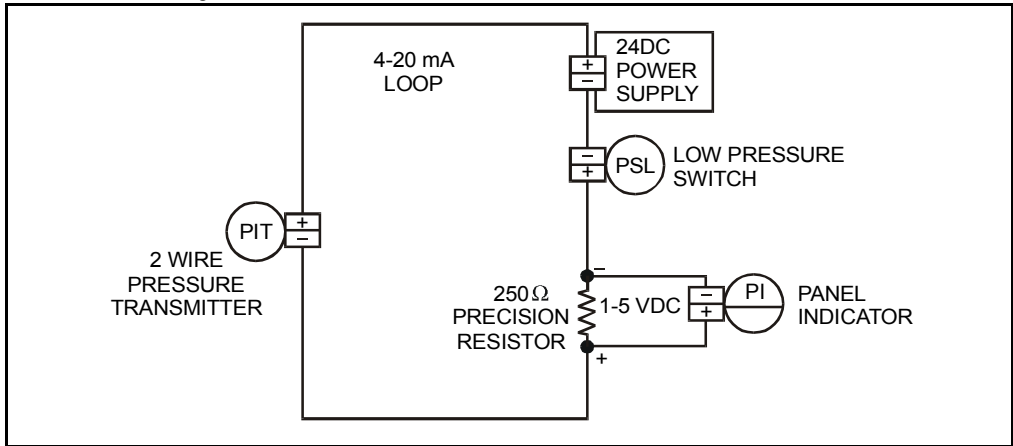 4-20 mA
LOOP
+
−
24DC
POWER
SUPPLY
−
+
PSL
LOW PRESSURE
SWITCH
PIT
+
−
2 WIRE
PRESSURE
TRANSMITTER
250Ω
PRECISION
RESISTOR
−
+
1-5 VDC
−
+
PI
PANEL
INDICATOR